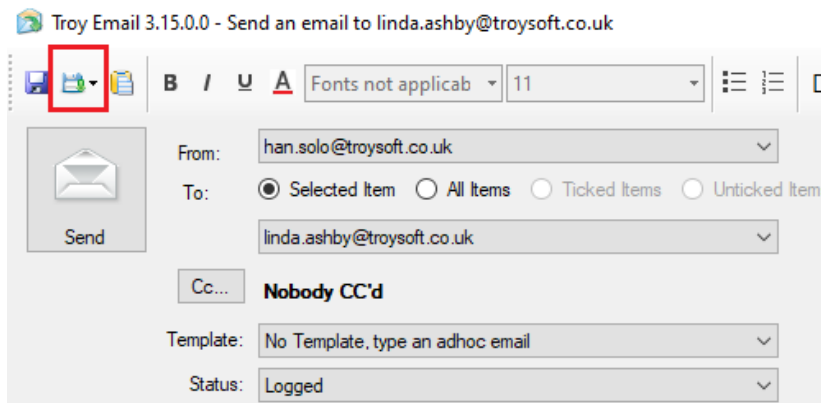 Troy Email 3.15.0.0 - Send an email to linda.ashby@troysoft.co.uk
B I U A Fonts not applicab 11
From: han.solo@troysoft.co.uk
To: Selected Item All Items Ticked Items Unticked Item
Send linda.ashby@troysoft.co.uk
Cc... Nobody CC'd
Template: No Template, type an adhoc email
Status: Logged